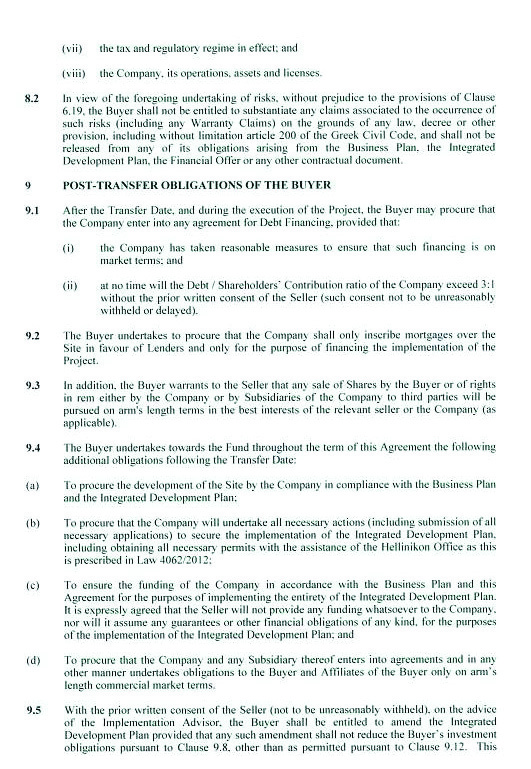 (vii) the tax and regulatory regime in effect; and
(viii) the Company, its operations, assets and licenses.
8.2 In view of the foregoing undertaking of risks, without prejudice to the provisions of Clause
6.19, the Buyer shall not be entitled to substantiate any claims associated to the occurrence of
such risks (including any Warranty Claims) on the grounds of any law, decree or other
provision, including without limitation article 200 of the Greek Civil Code, and shall not be
released from any of its obligations arising from the Business Plan, the Integrated
Development Plan, the Financial Offer or any other contractual document.
9 POST-TRANSFER OBLIGATIONS OF THE BUYER
9.1 After the Transfer Date, and during the execution of the Project, the Buyer may procure that
the Company enter into any agreement for Debt Financing, provided that:
(i) the Company has taken reasonable measures to ensure that such financing is on
market terms; and
(ii) at no time will the Debt / Shareholders' Contribution ratio of the Company exceed 3:1
without the prior written consent of the Seller (such consent not to be unreasonably
withheld or delayed).
9.2 The Buyer undertakes to procure that the Company shall only inscribe mortgages over the
Site in favour of Lenders and only for the purpose of financing the implementation of the
Project.
9.3 In addition, the Buyer warrants to the Seller that any sale of Shares by the Buyer or of rights
in rem either by the Company or by Subsidiaries of the Company to third parties will be
pursued on arm's length terms in the best interests of the relevant seller or the Company (as
applicable).
9.4 The Buyer undertakes towards the Fund throughout the term of this Agreement the following
additional obligations following the Transfer Date:
(a) To procure the development of the Site by the Company in compliance with the Business Plan
and the Integrated Development Plan;
(b) To procure that the Company will undertake all necessary actions (including submission of all
necessary applications) to secure the implementation of the Integrated Development Plan,
including obtaining all necessary permits with the assistance of the Hellinikon Office as this
is prescribed in Law 4062/2012;
(c) To ensure the funding of the Company in accordance with the Business Plan and this
Agreement for the purposes of implementing the entirety of the Integrated Development Plan.
It is expressly agreed that the Seller will not provide any funding whatsoever to the Company,
nor will it assume any guarantees or other financial obligations of any kind, for the purposes
of the implementation of the Integrated Development Plan; and
(d) To procure that the Company and any Subsidiary thereof enters into agreements and in any
other manner undertakes obligations to the Buyer and Affiliates of the Buyer only on arm's
length commercial market terms.
9.5 With the prior written consent of the Seller (not to be unreasonably withheld), on the advice
of the Implementation Advisor, the Buyer shall be entitled to amend the Integrated
Development Plan provided that any such amendment shall not reduce the Buyer's investment
obligations pursuant to Clause 9.8, other than as permitted pursuant to Clause 9.12. This